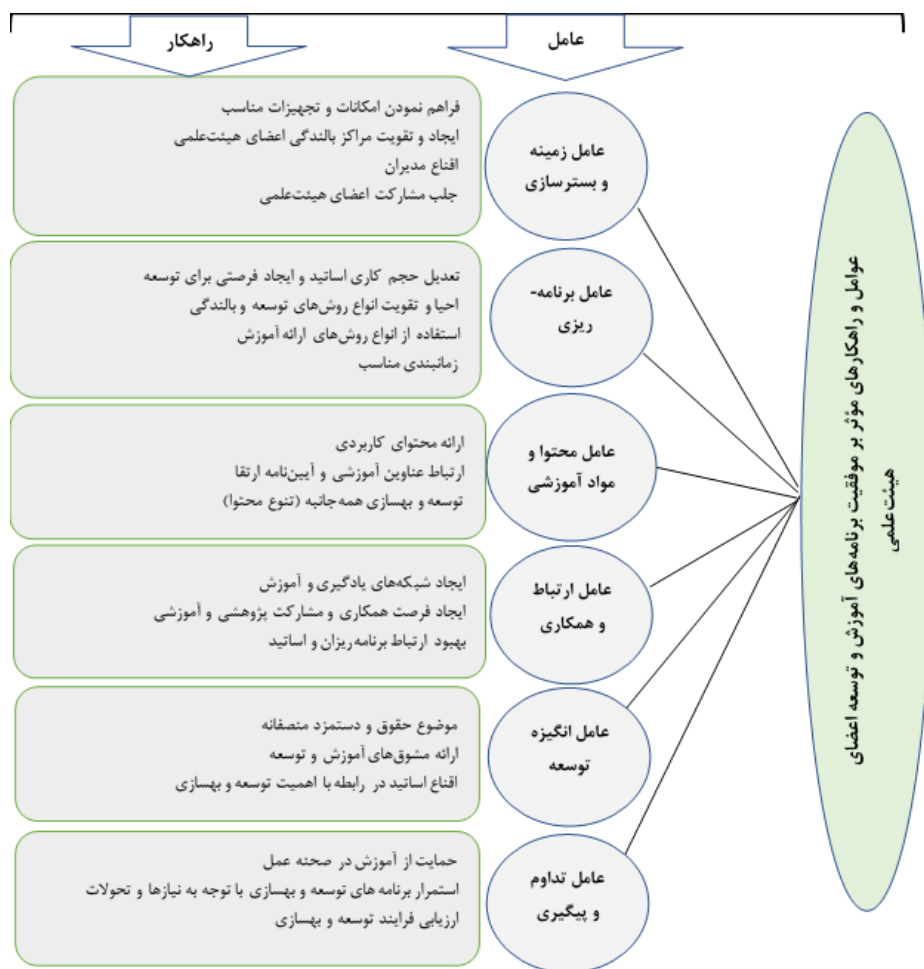 عامل
راهکار
عوامل و راهکارهای مؤثر بر موفقیت برنامه‌های آموزش و توسعه اعضای
هیئت‌علمی
عامل زمینه
و بسترسازی
فراهم نمودن امکانات و تجهیزات مناسب
ایجاد و تقویت مراکز بالندگی اعضای هیئت‌علمی
اقناع مدیران
جلب مشارکت اعضای هیئت‌علمی
عامل برنامه-
ریزی
تعدیل حجم کاری اساتید و ایجاد فرصتی برای توسعه
احیا و تقویت انواع روش‌های توسعه و بالندگی
استفاده از انواع روش‌های ارائه آموزش
زمانبندی مناسب
عامل محتوا و
مواد آموزشی
ارائه محتوای کاربردی
ارتباط عناوین آموزشی و آیین‌نامه ارتقا
توسعه و بهسازی همه‌جانبه (تنوع محتوا)
عامل ارتباط
و همکاری
ایجاد شبکه‌های یادگیری و آموزش
ایجاد فرصت همکاری و مشارکت پژوهشی و آموزشی
بهبود ارتباط برنامه‌ریزان و اساتید
عامل انگیزه
توسعه
موضوع حقوق و دستمزد منصفانه
ارائه مشوق‌های آموزش و توسعه
اقناع اساتید در رابطه با اهمیت توسعه و بهسازی
عامل تداوم
و پیگیری
حمایت از آموزش در صحنه عمل
استمرار برنامه های توسعه و بهسازی با توجه به نیازها و تحولات
ارزیابی فرایند توسعه و بهسازی